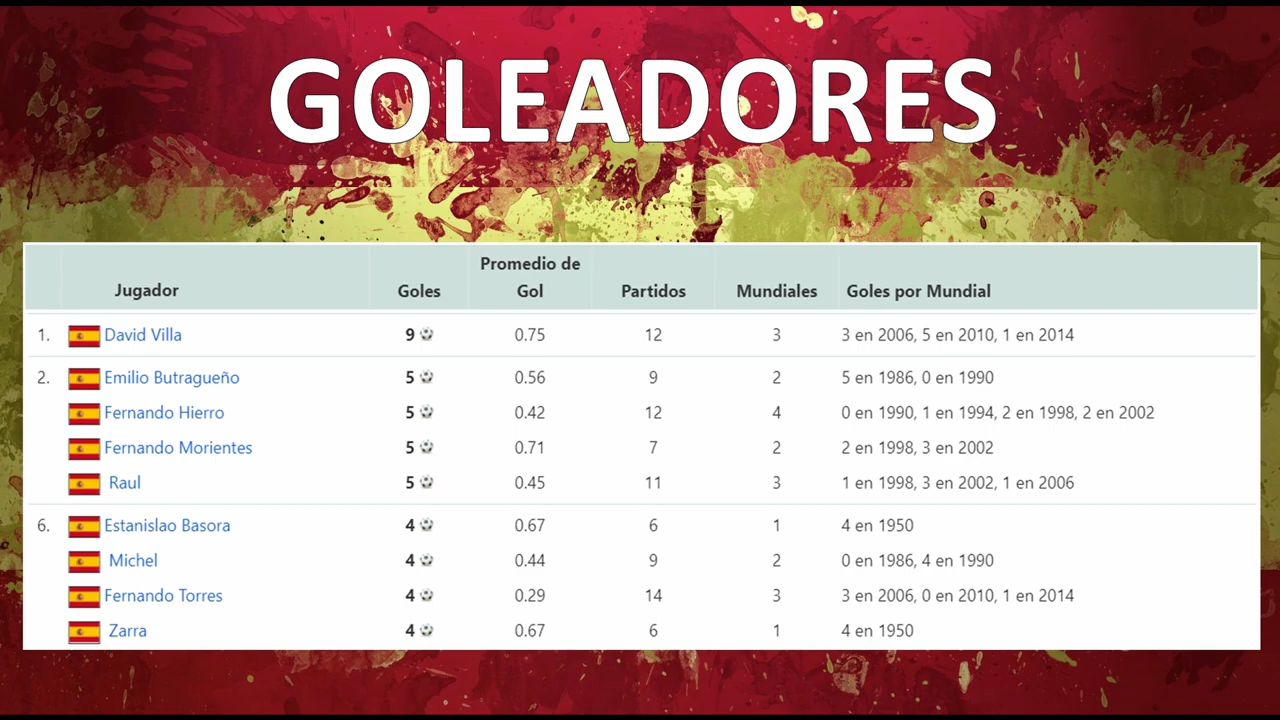 GOLEADORES
Promedio de
Jugador Goles Gol Partidos Mundiales Goles por Mundial
1. David Villa 9 0.75 12 3 3 en 2006, 5 en 2010, 1 en 2014
2. Emilio Butragueño 5 0.56 9 2 5 en 1986, 0 en 1990
Fernando Hierro 5 0.42 12 4 0 en 1990, 1 en 1994, 2 en 1998, 2 en 2002
Fernando Morientes 5 0.71 7 2 2 en 1998, 3 en 2002
Raul 5 0.45 11 3 1 en 1998, 3 en 2002, 1 en 2006
6. Estanislao Basora 4 0.67 6 1 4 en 1950
Michel 4 0.44 9 2 0 en 1986, 4 en 1990
Fernando Torres 4 0.29 14 3 3 en 2006, 0 en 2010, 1 en 2014
Zarra 4 0.67 6 1 4 en 1950